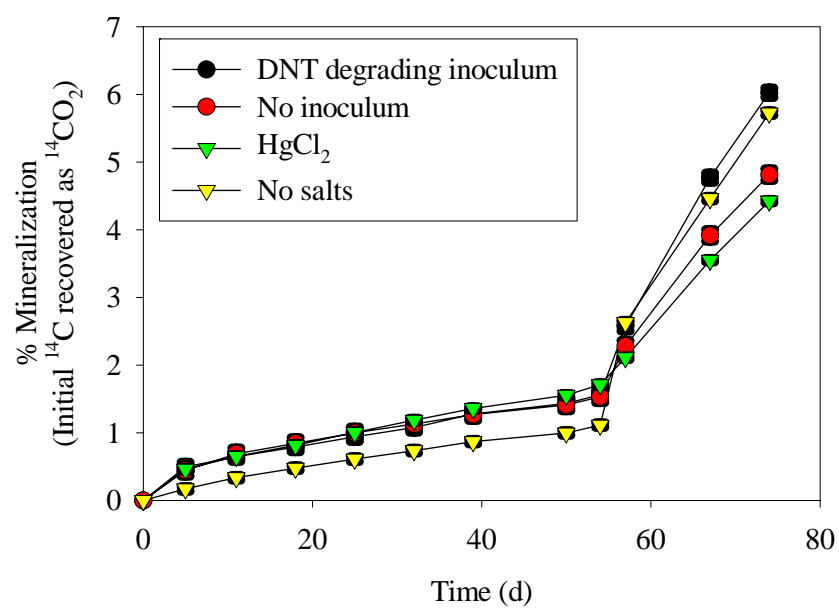 7
6
5
4
3
2
1
0
% Mineralization
(Initial ¹⁴C recovered as ¹⁴CO₂)
DNT degrading inoculum
No inoculum
HgCl₂
No salts
0 20 40 60 80
Time (d)